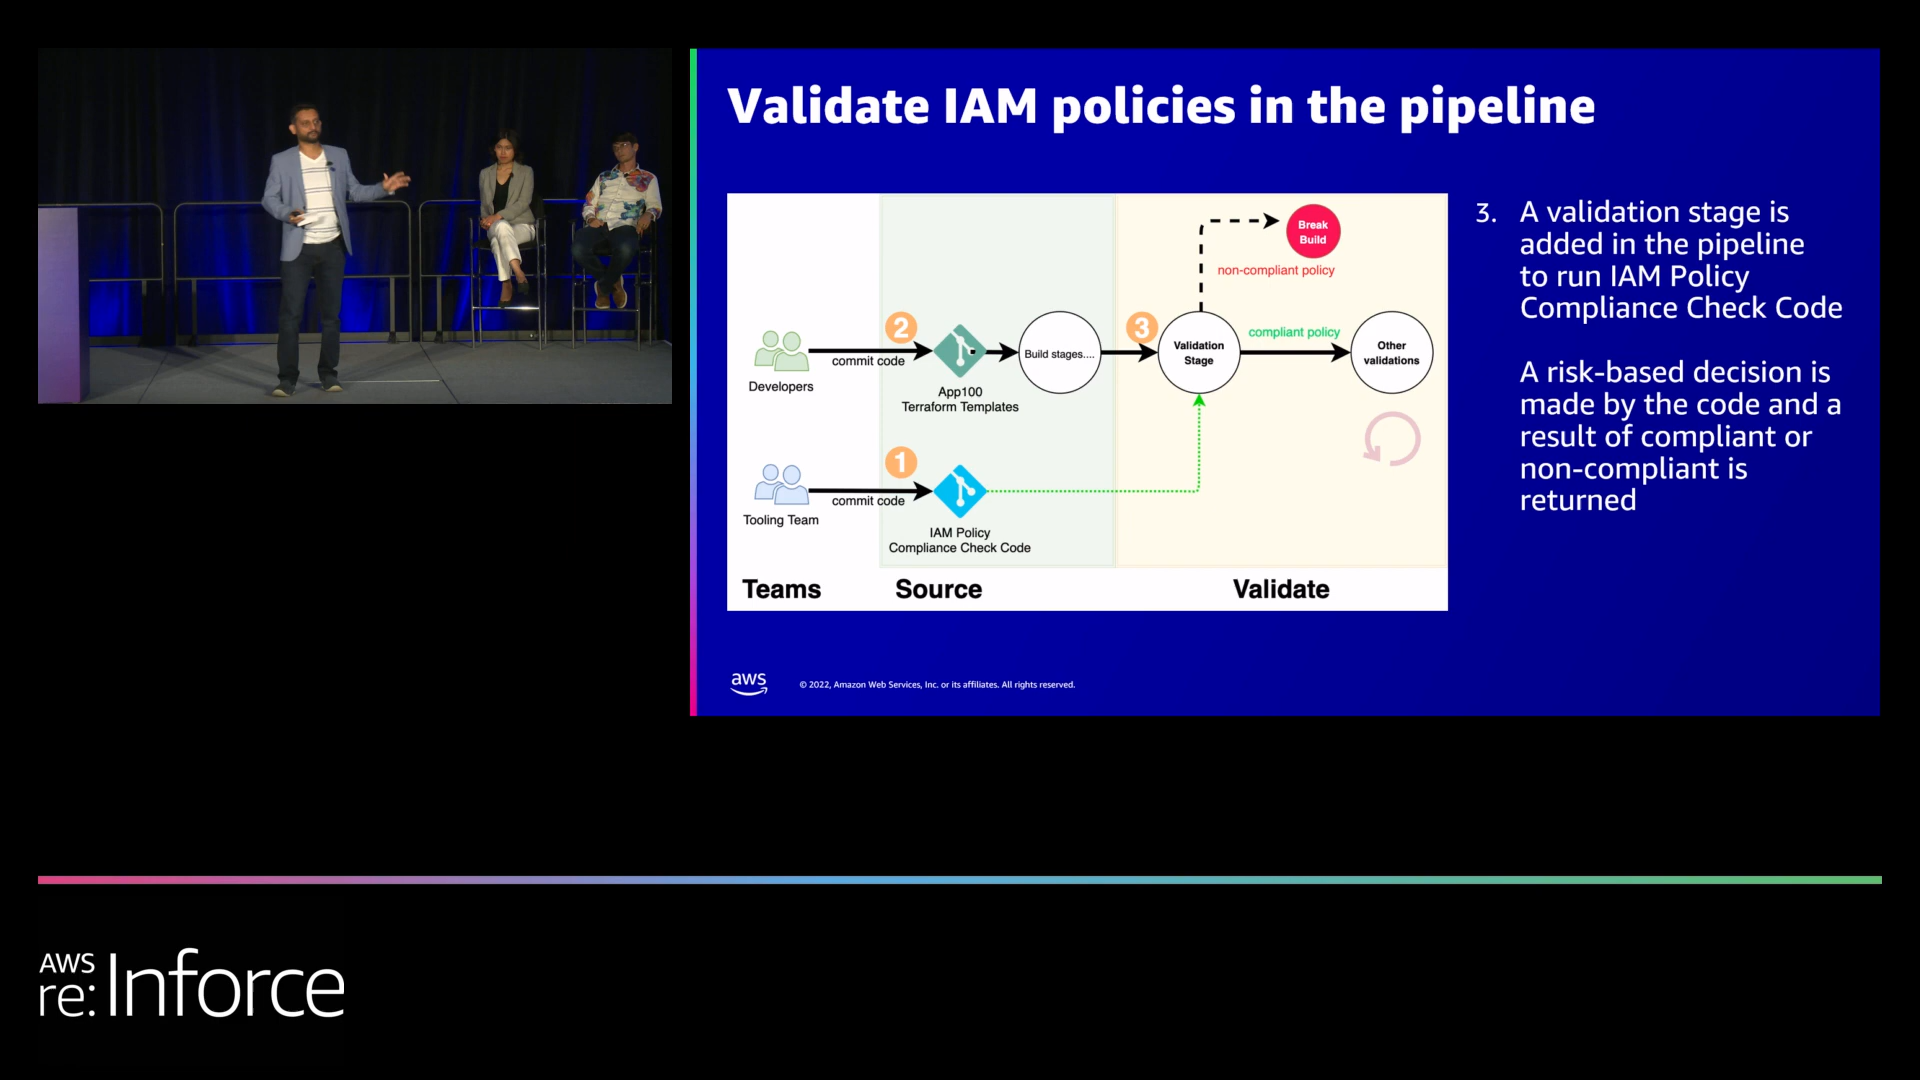 Validate IAM policies in the pipeline
Break
Build
non-compliant policy
2
commit code
Developers
App100
Terraform Templates
Build stages....
3
Validation
Stage
compliant policy
Other
validations
1
commit code
Tooling Team
IAM Policy
Compliance Check Code
Teams
Source
Validate
3. A validation stage is
added in the pipeline
to run IAM Policy
Compliance Check Code
A risk-based decision is
made by the code and a
result of compliant or
non-compliant is
returned
aws
© 2022, Amazon Web Services, Inc. or its affiliates. All rights reserved.
AWS
re:Inforce